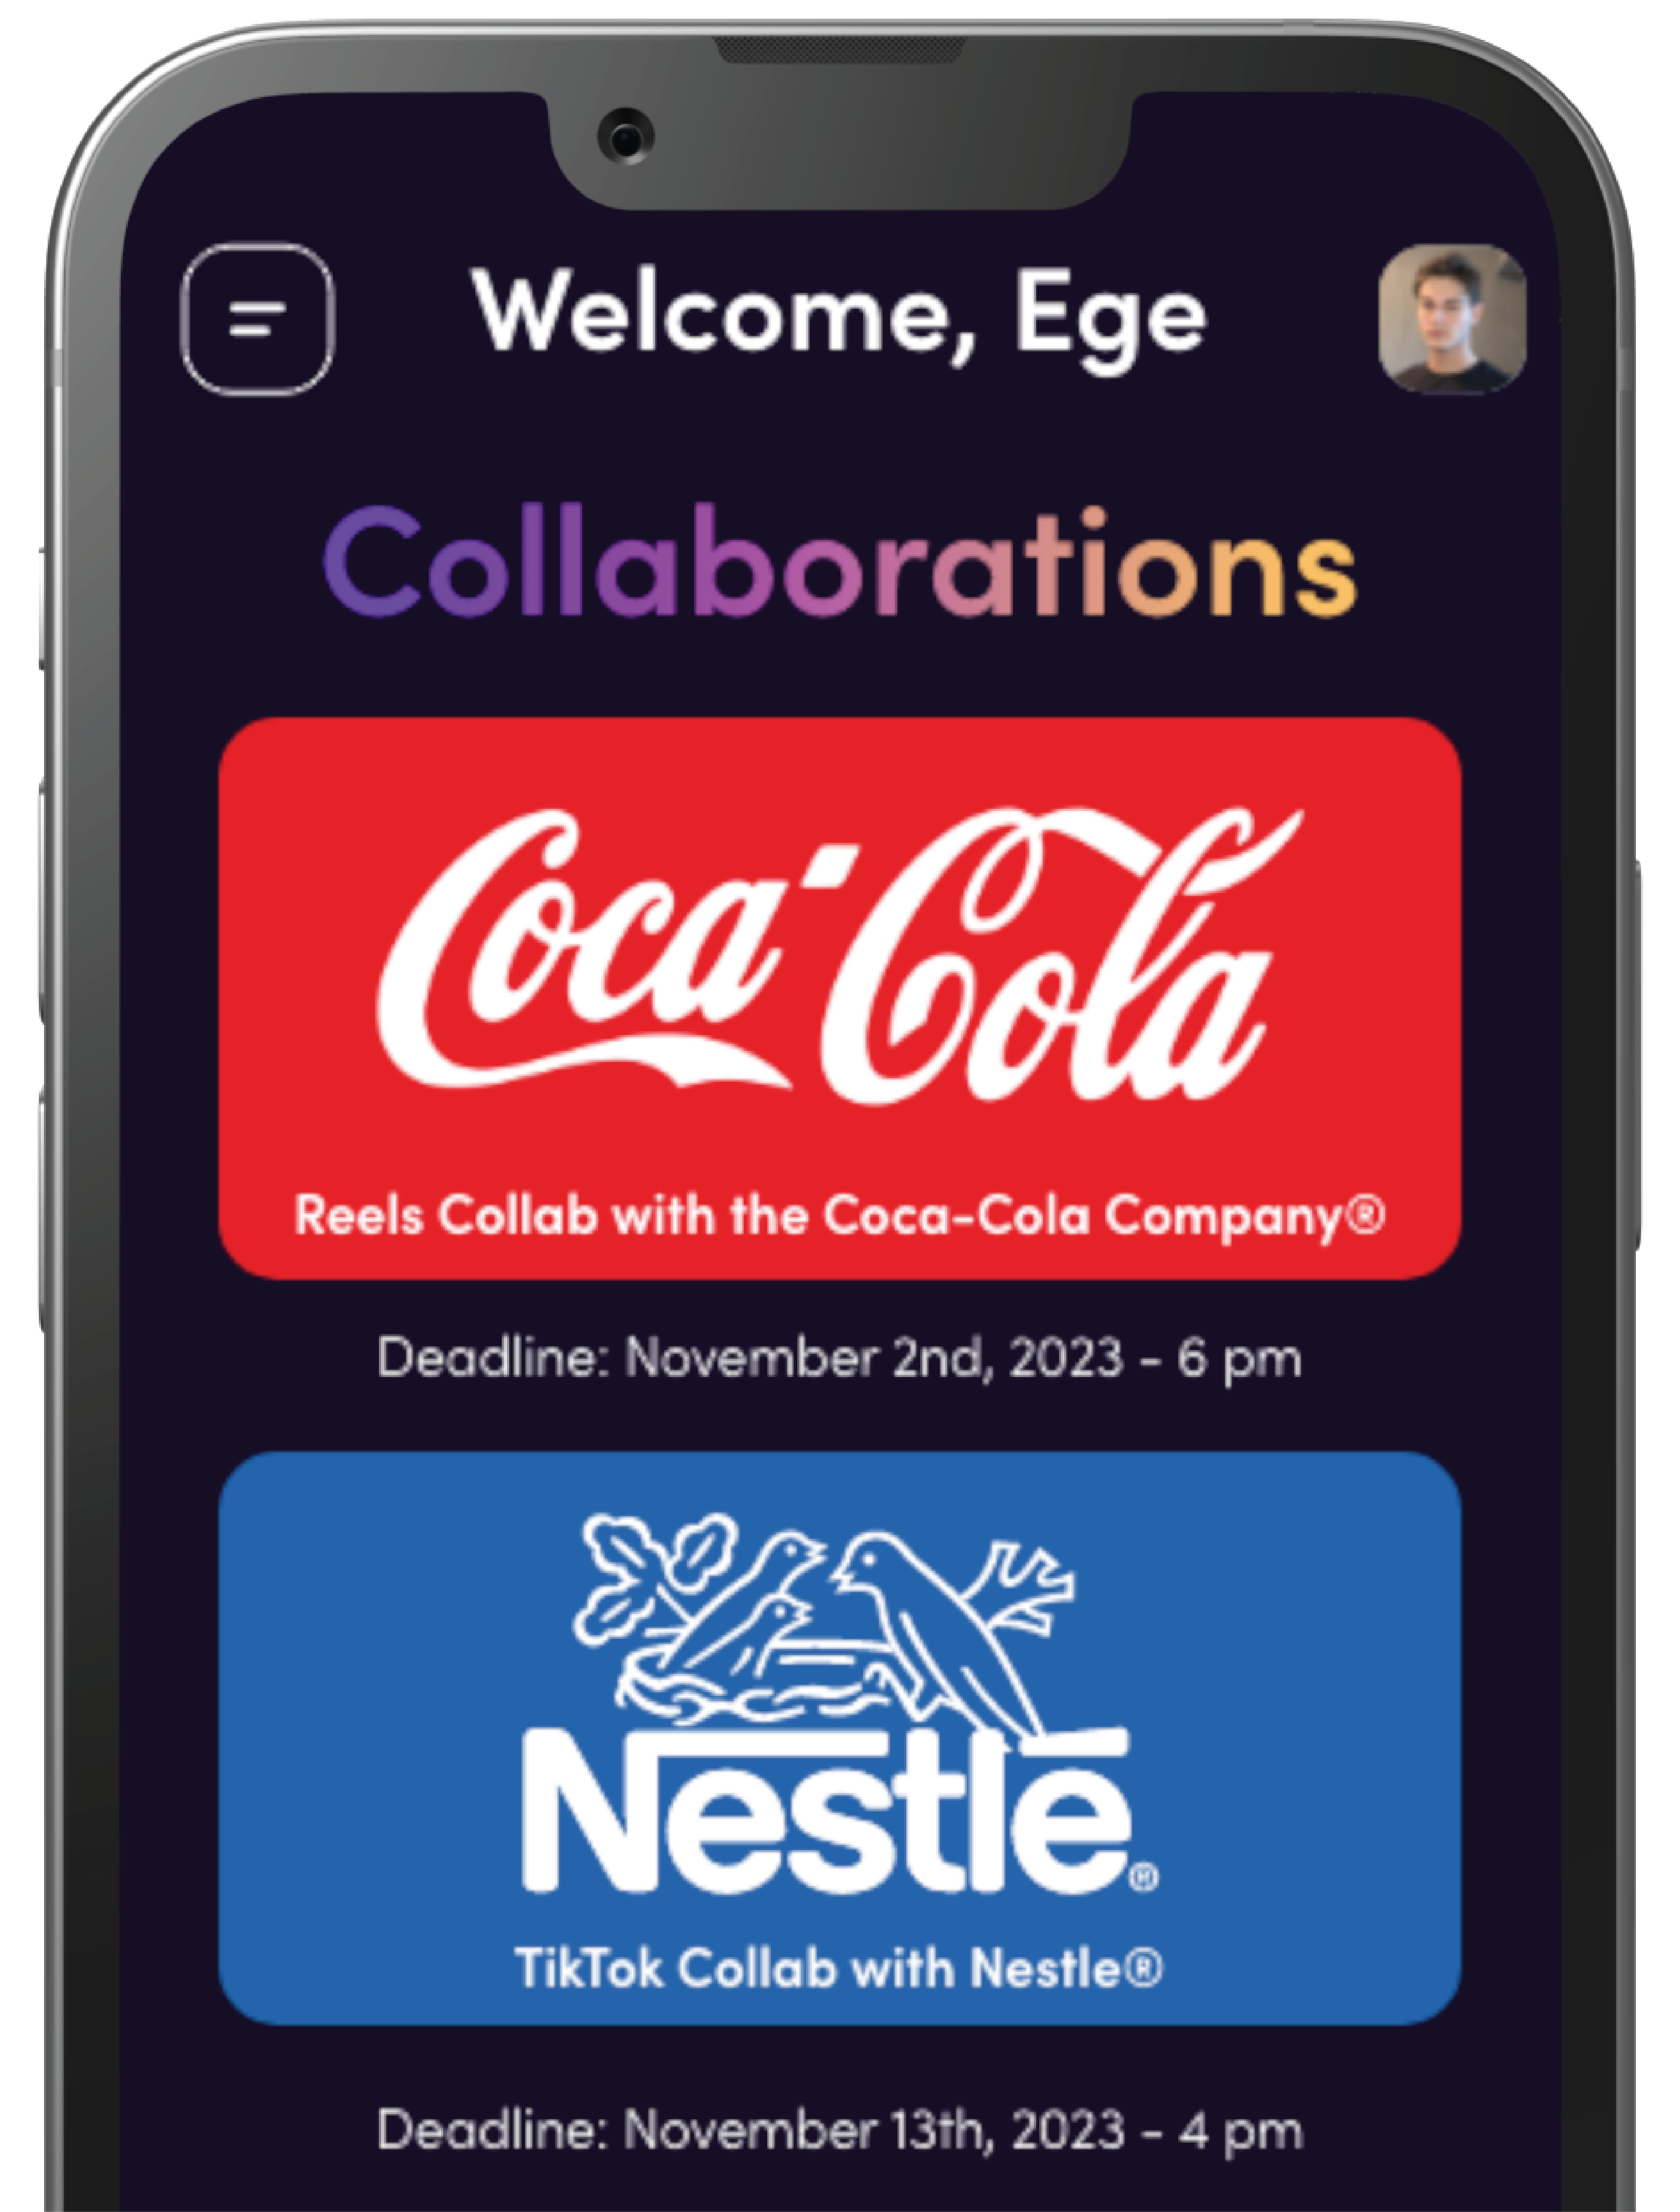 Welcome, Ege
Collaborations
Coca-Cola
Reels Collab with the Coca-Cola Company®
Deadline: November 2nd, 2023 - 6 pm
Nestlé®
TikTok Collab with Nestle®
Deadline: November 13th, 2023 - 4 pm